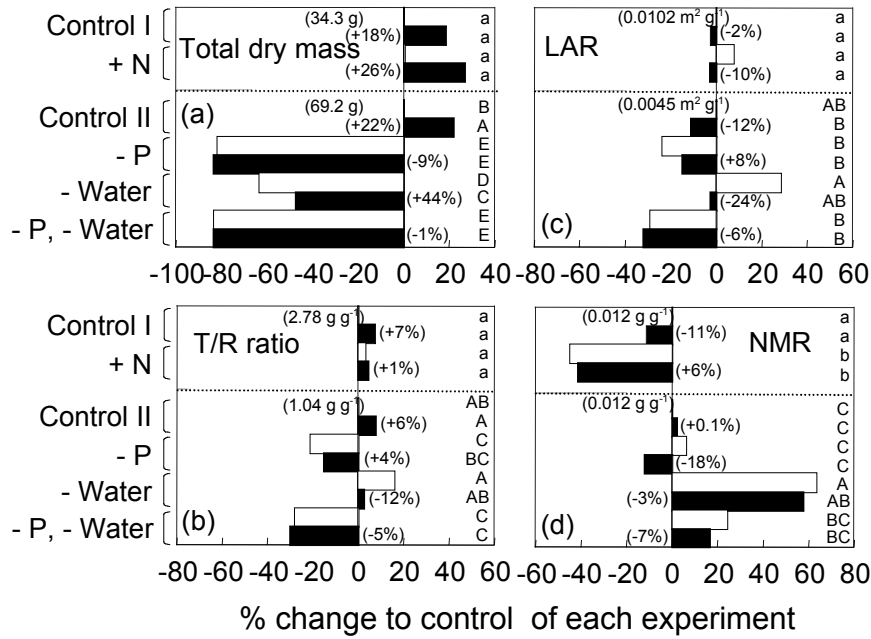 Control I
+ N
Control II
- P
- Water
- P, - Water
Total dry mass
(a)
(34.3 g)
(+18%)
(+26%)
(69.2 g)
(+22%)
(-9%)
(+44%)
(-1%)
a
a
a
a
B
A
E
E
D
C
E
E
-100 -80 -60 -40 -20 0 20 40
LAR
(c)
(0.0102 m² g⁻¹)
(-2%)
(-10%)
(0.0045 m² g⁻¹)
(-12%)
(+8%)
(-24%)
(-6%)
a
a
a
a
AB
B
B
B
A
AB
B
B
-80 -60 -40 -20 0 20 40 60
Control I
+ N
Control II
- P
- Water
- P, - Water
T/R ratio
(b)
(2.78 g g⁻¹)
(+7%)
(+1%)
(1.04 g g⁻¹)
(+6%)
(+4%)
(-12%)
(-5%)
a
a
a
a
AB
A
C
BC
A
AB
C
C
-80 -60 -40 -20 0 20 40 60
NMR
(d)
(0.012 g g⁻¹)
(-11%)
(+6%)
(0.012 g g⁻¹)
(+0.1%)
(-18%)
(-3%)
(-7%)
a
a
b
b
C
C
C
C
A
AB
BC
BC
-60 -40 -20 0 20 40 60 80
% change to control of each experiment